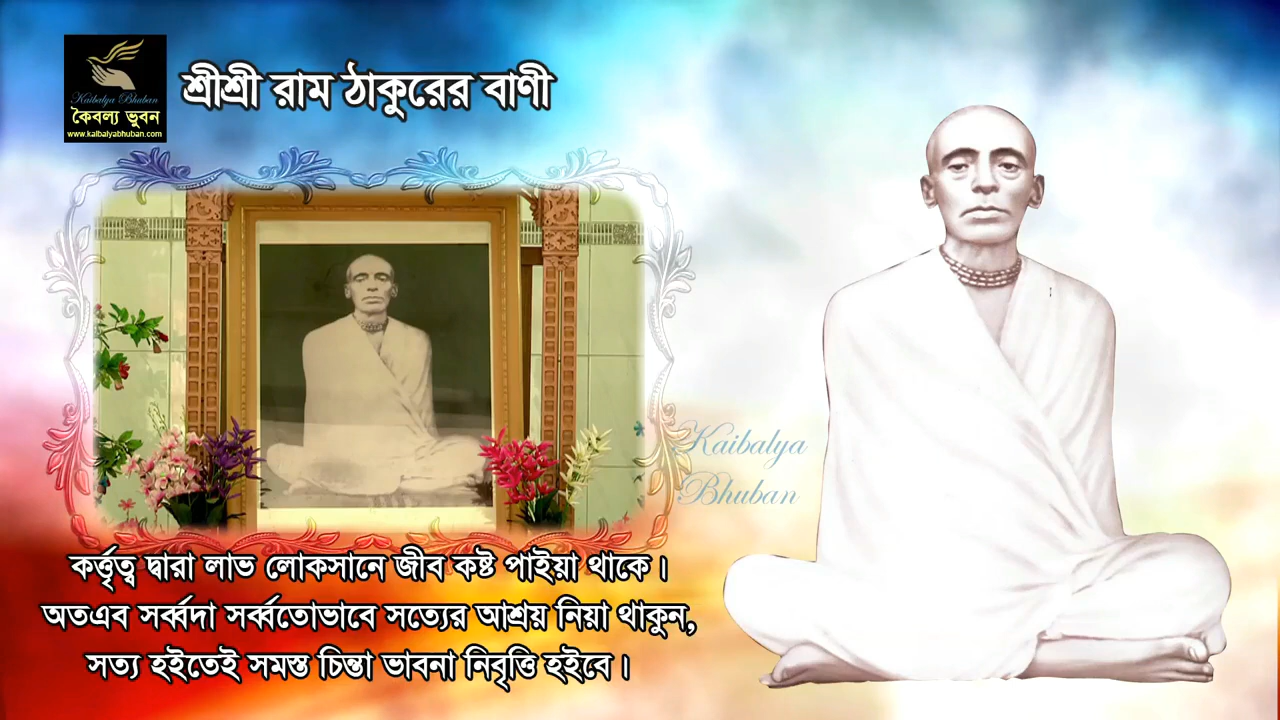 শ্রীশ্রী রাম ঠাকুরের বাণী
Kaibalya Bhuban
কৈবল্য ভুবন
www.kaibalyabhuban.com
Kaibalya
Bhuban
কর্ত্তৃত্ব দ্বারা লাভ লোকসানে জীব কষ্ট পাইয়া থাকে।
অতএব সর্ব্বদা সর্ব্বতোভাবে সত্যের আশ্রয় নিয়া থাকুন,
সত্য হইতেই সমস্ত চিন্তা ভাবনা নিবৃত্তি হইবে।